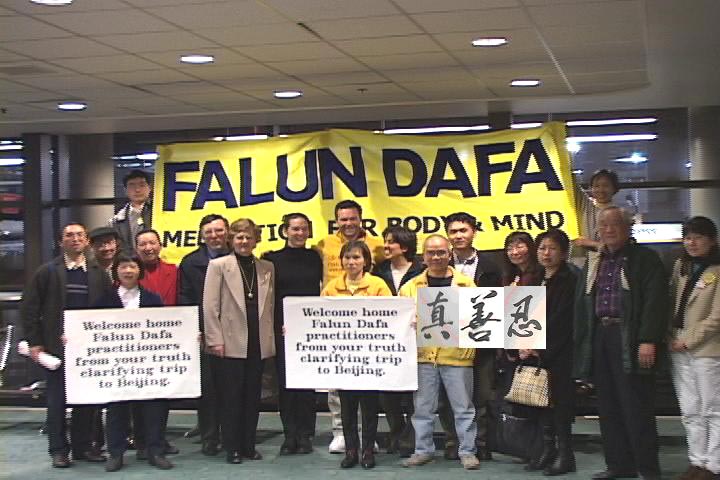 FALUN DAFA
MEDITATION FOR BODY & MIND
Welcome home
Falun Dafa
practitioners
from your truth
clarifying trip
to Beijing.
Welcome home
Falun Dafa
practitioners
from your truth
clarifying trip
to Beijing.
真善忍